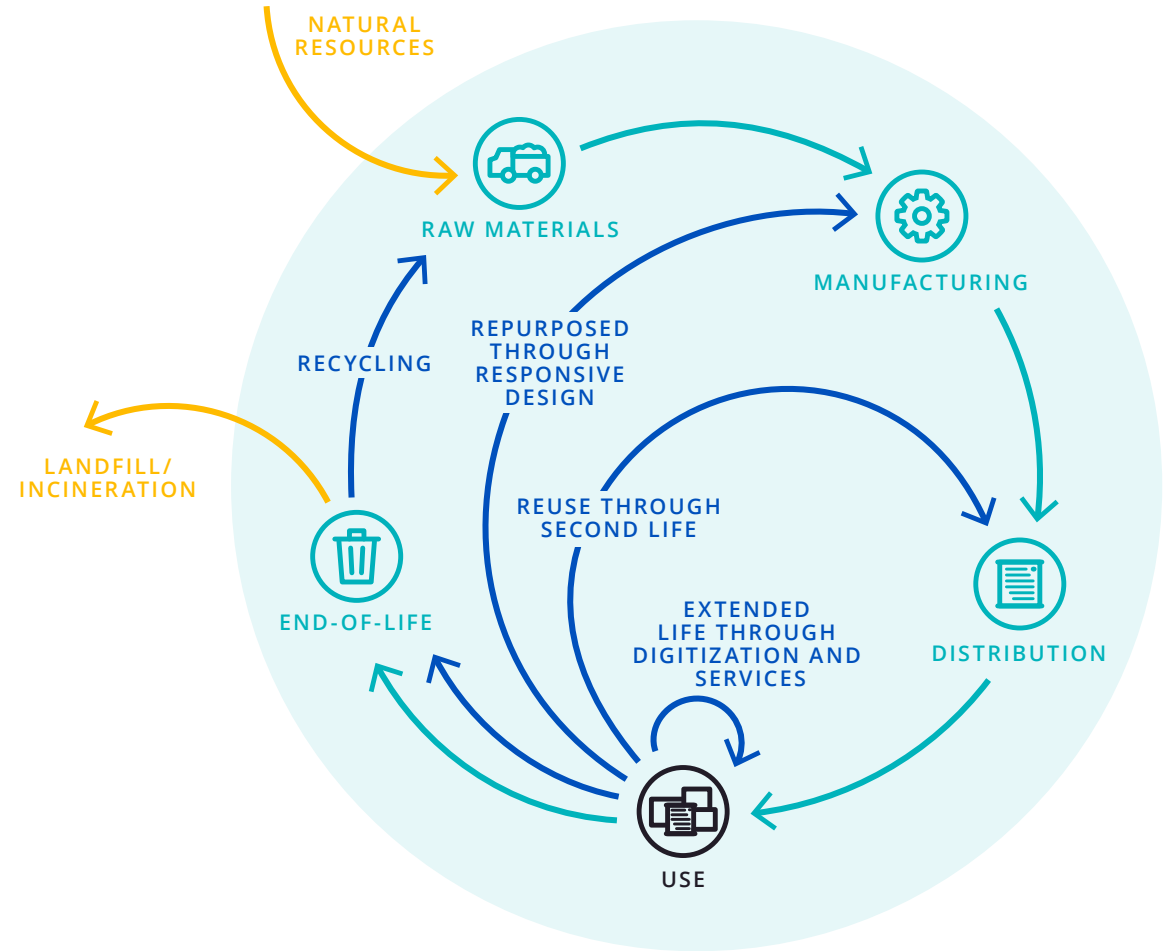 NATURAL
RESOURCES
RAW MATERIALS
MANUFACTURING
REPURPOSED
THROUGH
RESPONSIVE
DESIGN
RECYCLING
LANDFILL/
INCINERATION
REUSE THROUGH
SECOND LIFE
END-OF-LIFE
EXTENDED
LIFE THROUGH
DIGITIZATION AND
SERVICES
DISTRIBUTION
USE